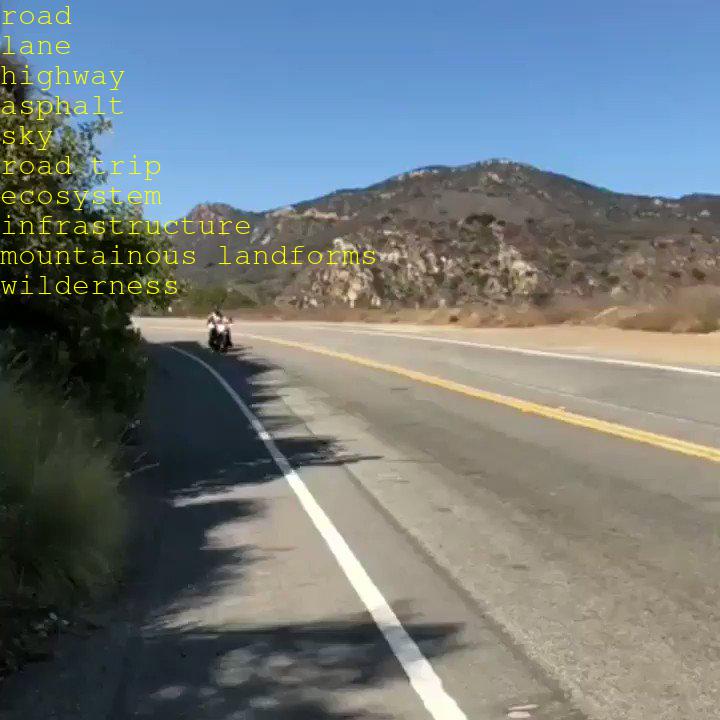 road
lane
highway
asphalt
sky
road trip
ecosystem
infrastructure
mountainous landforms
wilderness